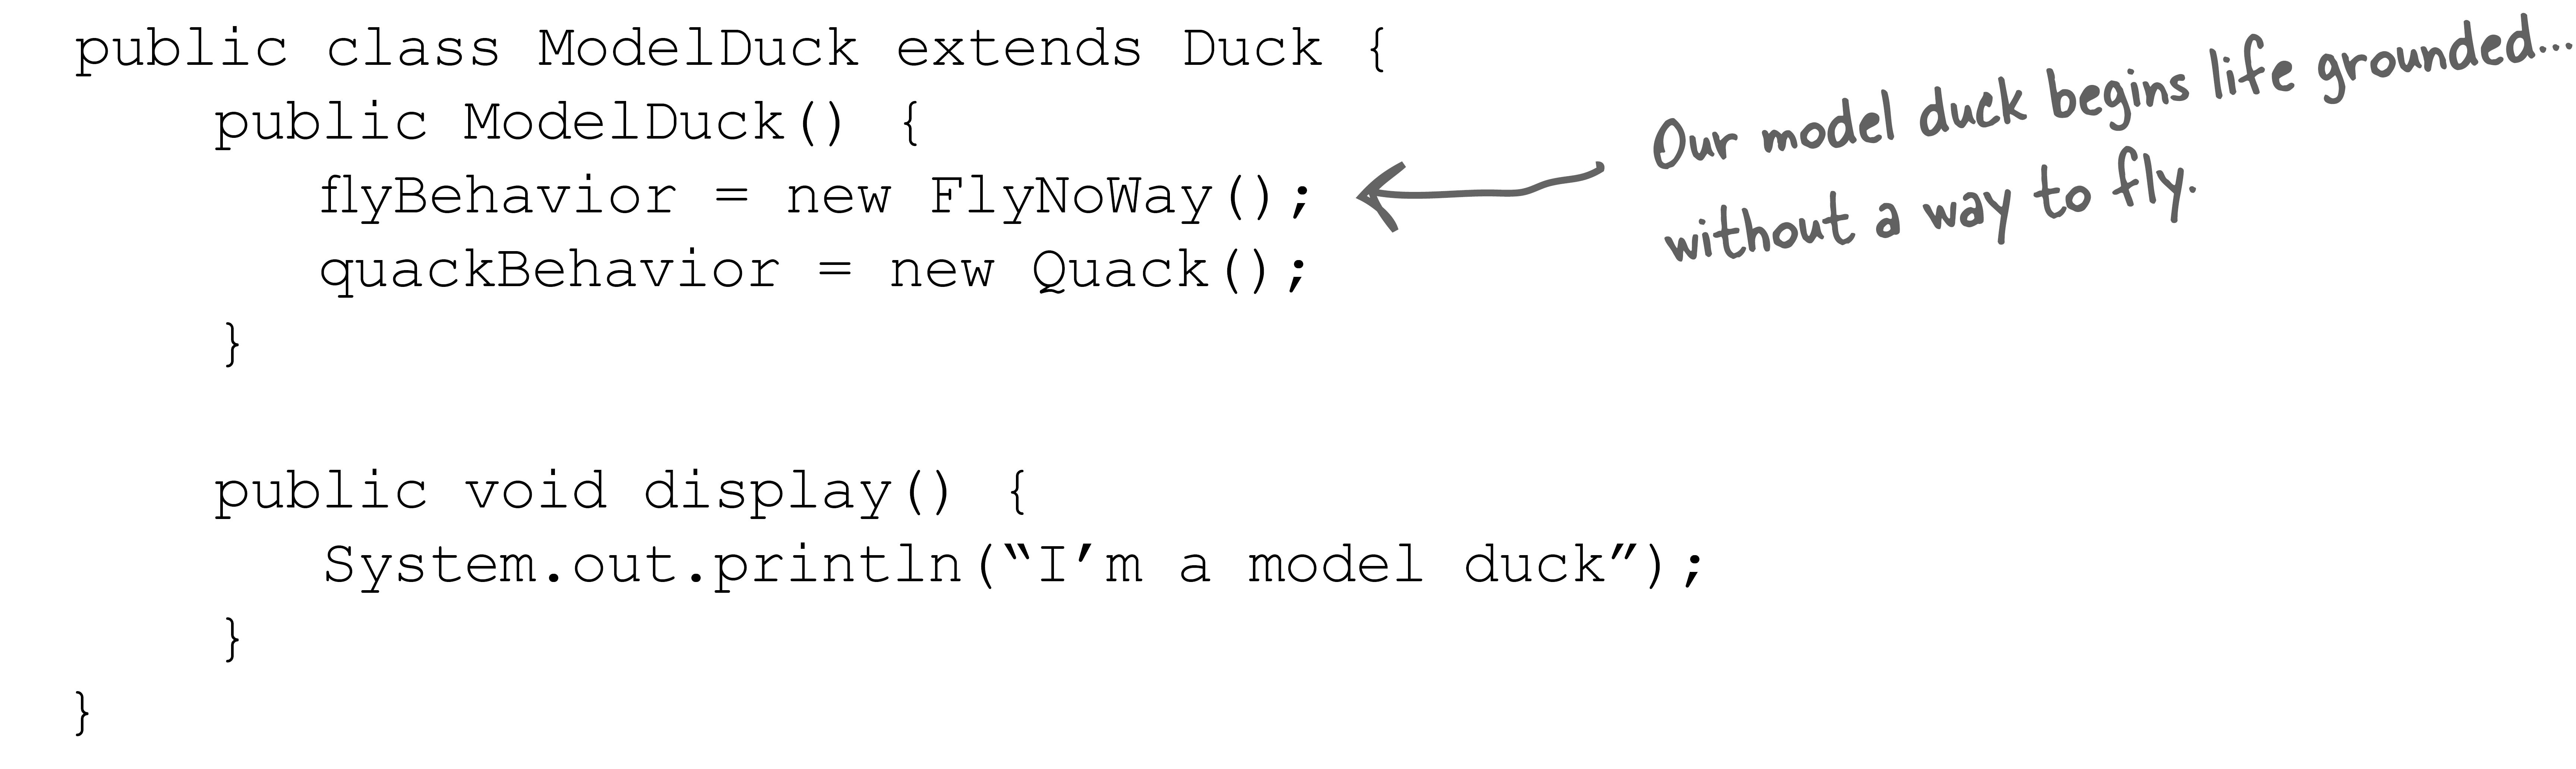 public class ModelDuck extends Duck {
public ModelDuck() {
flyBehavior = new FlyNoWay();
quackBehavior = new Quack();
}
public void display() {
System.out.println(“I’m a model duck”);
}
}
Our model duck begins life grounded...
without a way to fly.